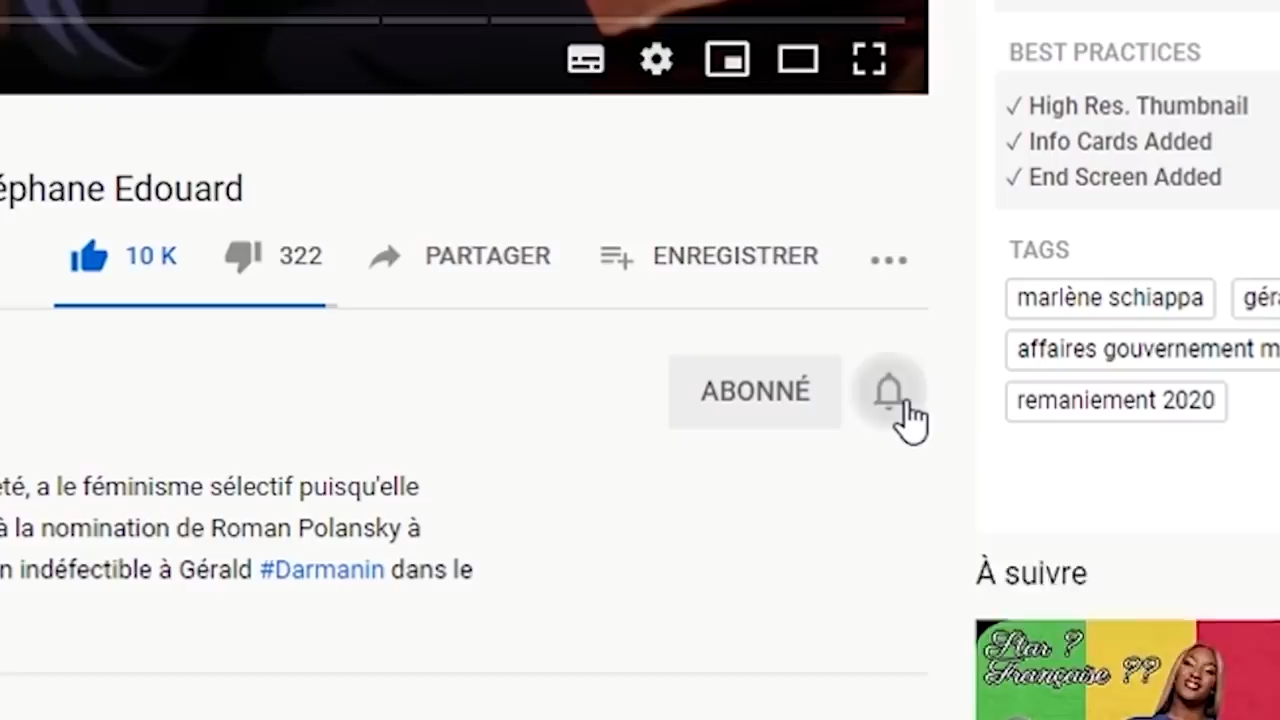 éphane Edouard
10 K 322 PARTAGER ENREGISTRER
ABONNÉ
été, a le féminisme sélectif puisqu'elle
à la nomination de Roman Polansky à
n indéfectible à Gérald #Darmanin dans le
BEST PRACTICES
✓ High Res. Thumbnail
✓ Info Cards Added
✓ End Screen Added
TAGS
marlène schiappa gér
affaires gouvernement m
remaniement 2020
À suivre
Star ?
Française ??